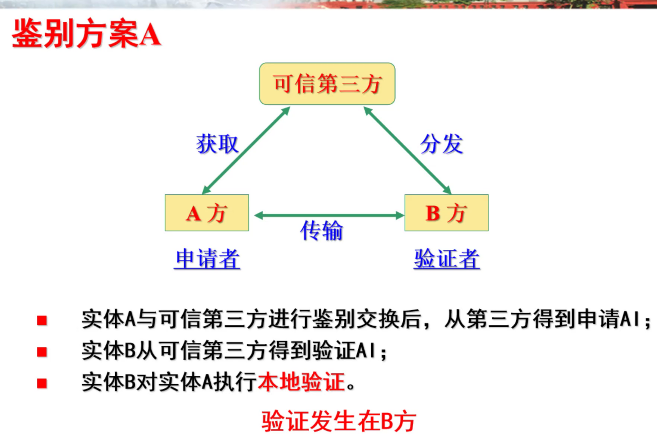 鉴别方案A
可信第三方
获取
分发
A 方
B 方
传输
申请者
验证者
实体A与可信第三方进行鉴别交换后，从第三方得到申请AI；
实体B从可信第三方得到验证AI；
实体B对实体A执行本地验证。
验证发生在B方